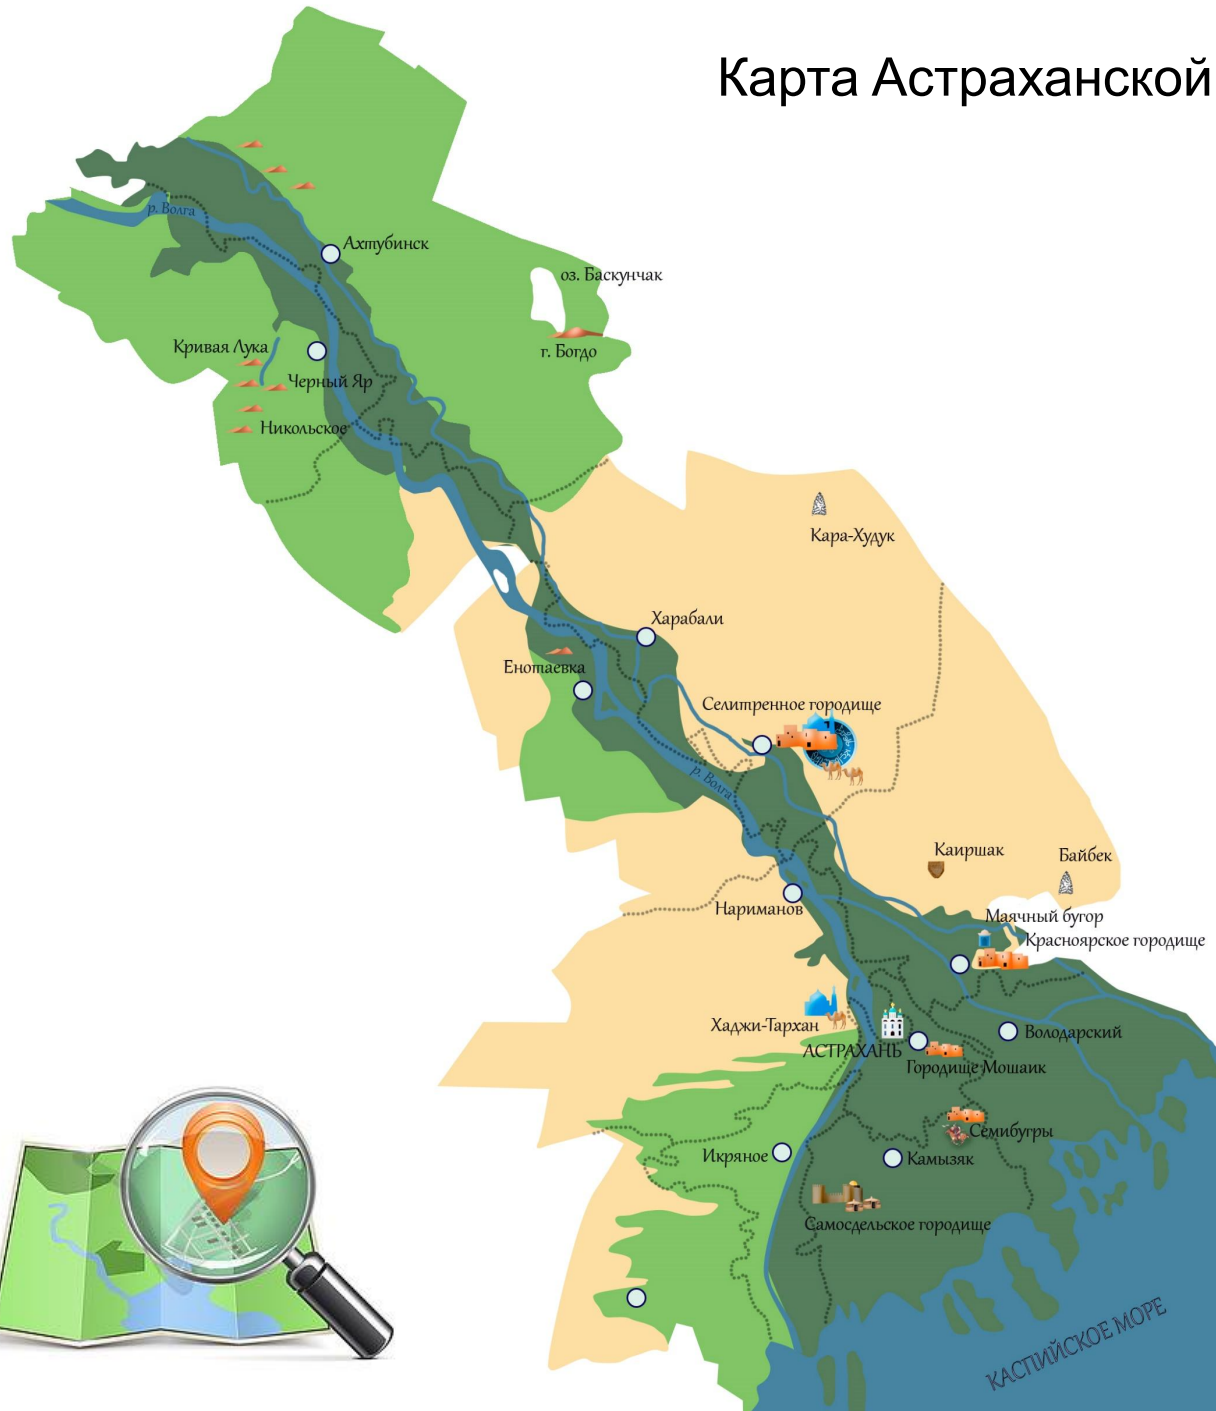 Карта Астраханской
р. Волга
Ахтубинск
оз. Баскунчак
Кривая Лука
г. Богдо
Черный Яр
Никольское
Кара-Худук
Харабали
Енотаевка
Селитренное городище
р. Волга
Каиршак
Байбек
Нариманов
Маячный бугор
Красноярское городище
Хаджи-Тархан
Володарский
АСТРАХАНЬ
Городище Мошаик
Семибугры
Икряное
Камызяк
Самосдельское городище
КАСПИЙСКОЕ МОРЕ